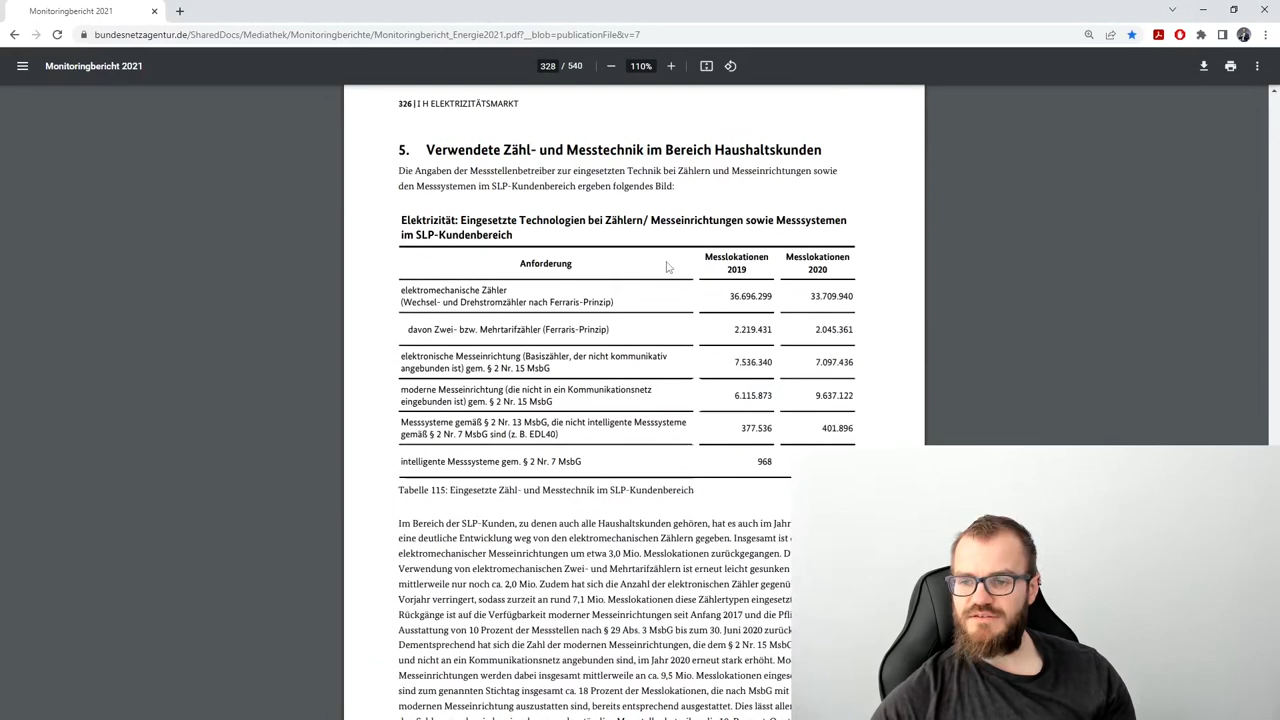 Monitoringbericht 2021
bundesnetzagentur.de/SharedDocs/Mediathek/Monitoringberichte/Monitoringbericht_Energie2021.pdf?__blob=publicationFile&v=7
Monitoringbericht 2021
328 / 540
110%
326 | I H ELEKTRIZITÄTSMARKT
5. Verwendete Zähl- und Messtechnik im Bereich Haushaltskunden
Die Angaben der Messstellenbetreiber zur eingesetzten Technik bei Zählern und Messeinrichtungen sowie
den Messsystemen im SLP-Kundenbereich ergeben folgendes Bild:
Elektrizität: Eingesetzte Technologien bei Zählern/ Messeinrichtungen sowie Messsystemen
im SLP-Kundenbereich
Anforderung
Messlokationen
2019
Messlokationen
2020
elektromechanische Zähler
(Wechsel- und Drehstromzähler nach Ferraris-Prinzip)
36.696.299
33.709.940
davon Zwei- bzw. Mehrtarifzähler (Ferraris-Prinzip)
2.219.431
2.045.361
elektronische Messeinrichtung (Basiszähler, der nicht kommunikativ
angebunden ist) gem. § 2 Nr. 15 MsbG
7.536.340
7.097.436
moderne Messeinrichtung (die nicht in ein Kommunikationsnetz
eingebunden ist) gem. § 2 Nr. 15 MsbG
6.115.873
9.637.122
Messsysteme gemäß § 2 Nr. 13 MsbG, die nicht intelligente Messsysteme
gemäß § 2 Nr. 7 MsbG sind (z. B. EDL40)
377.536
401.896
intelligente Messsysteme gem. § 2 Nr. 7 MsbG
968
Tabelle 115: Eingesetzte Zähl- und Messtechnik im SLP-Kundenbereich
Im Bereich der SLP-Kunden, zu denen auch alle Haushaltskunden gehören, hat es auch im Jahr
eine deutliche Entwicklung weg von den elektromechanischen Zählern gegeben. Insgesamt ist
elektromechanischer Messeinrichtungen um etwa 3,0 Mio. Messlokationen zurückgegangen. D
Verwendung von elektromechanischen Zwei- und Mehrtarifzählern ist erneut leicht gesunken
mittlerweile nur noch ca. 2,0 Mio. Zudem hat sich die Anzahl der elektronischen Zähler gegenü
Vorjahr verringert, sodass zurzeit an rund 7,1 Mio. Messlokationen diese Zählertypen eingesetzt
Rückgänge ist auf die Verfügbarkeit moderner Messeinrichtungen seit Anfang 2017 und die Pfli
Ausstattung von 10 Prozent der Messstellen nach § 29 Abs. 3 MsbG bis zum 30. Juni 2020 zurück
Dementsprechend hat sich die Zahl der modernen Messeinrichtungen, die dem § 2 Nr. 15 MsbG
und nicht an ein Kommunikationsnetz angebunden sind, im Jahr 2020 erneut stark erhöht. Mo
Messeinrichtungen werden dabei insgesamt mittlerweile an ca. 9,5 Mio. Messlokationen einges
sind zum genannten Stichtag insgesamt ca. 18 Prozent der Messlokationen, die nach MsbG mit
modernen Messeinrichtung auszustatten sind, bereits entsprechend ausgestattet. Dies lässt aller